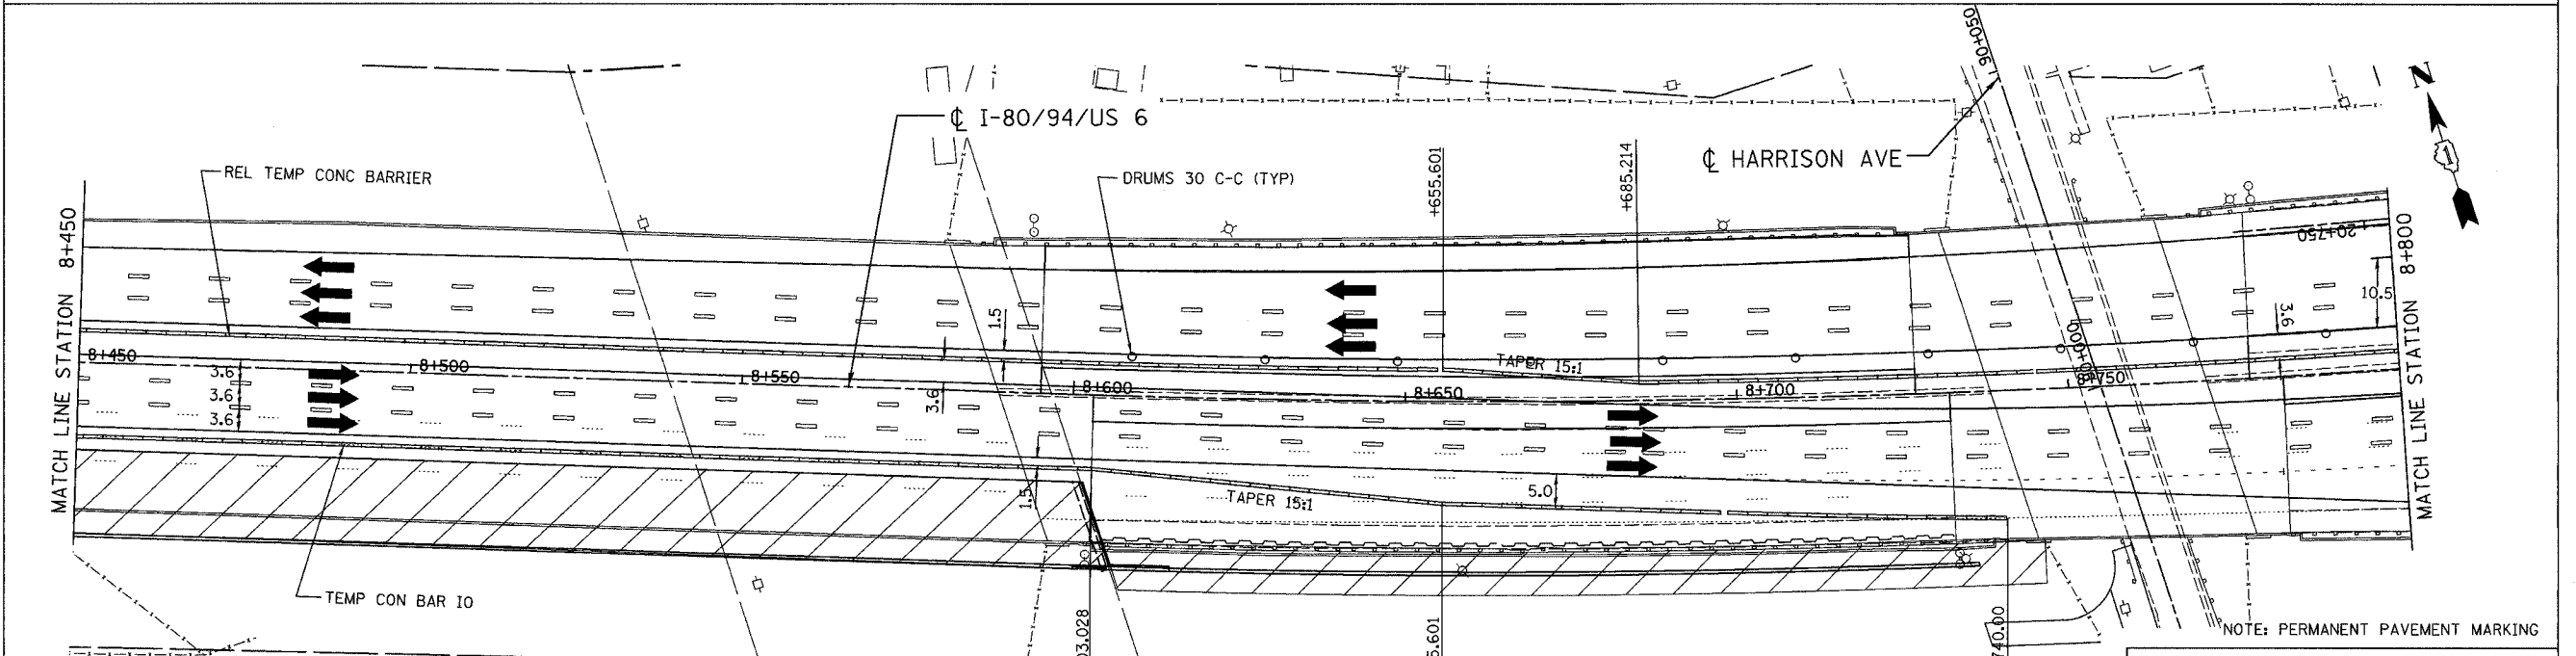 90+050
N
℄ I-80/94/US 6
REL TEMP CONC BARRIER
DRUMS 30 C-C (TYP)
+655.601
+685.214
℄ HARRISON AVE
MATCH LINE STATION 8+450
MATCH LINE STATION 8+800
20+750
10.5
3.6
1.5
TAPER 15:1
8+450
8+500
8+550
8+600
8+650
8+700
8+750
90+000
3.6
3.6
3.6
3.6
1.5
TAPER 15:1
5.0
TEMP CON BAR IO
03.028
5.601
740.00
NOTE: PERMANENT PAVEMENT MARKING